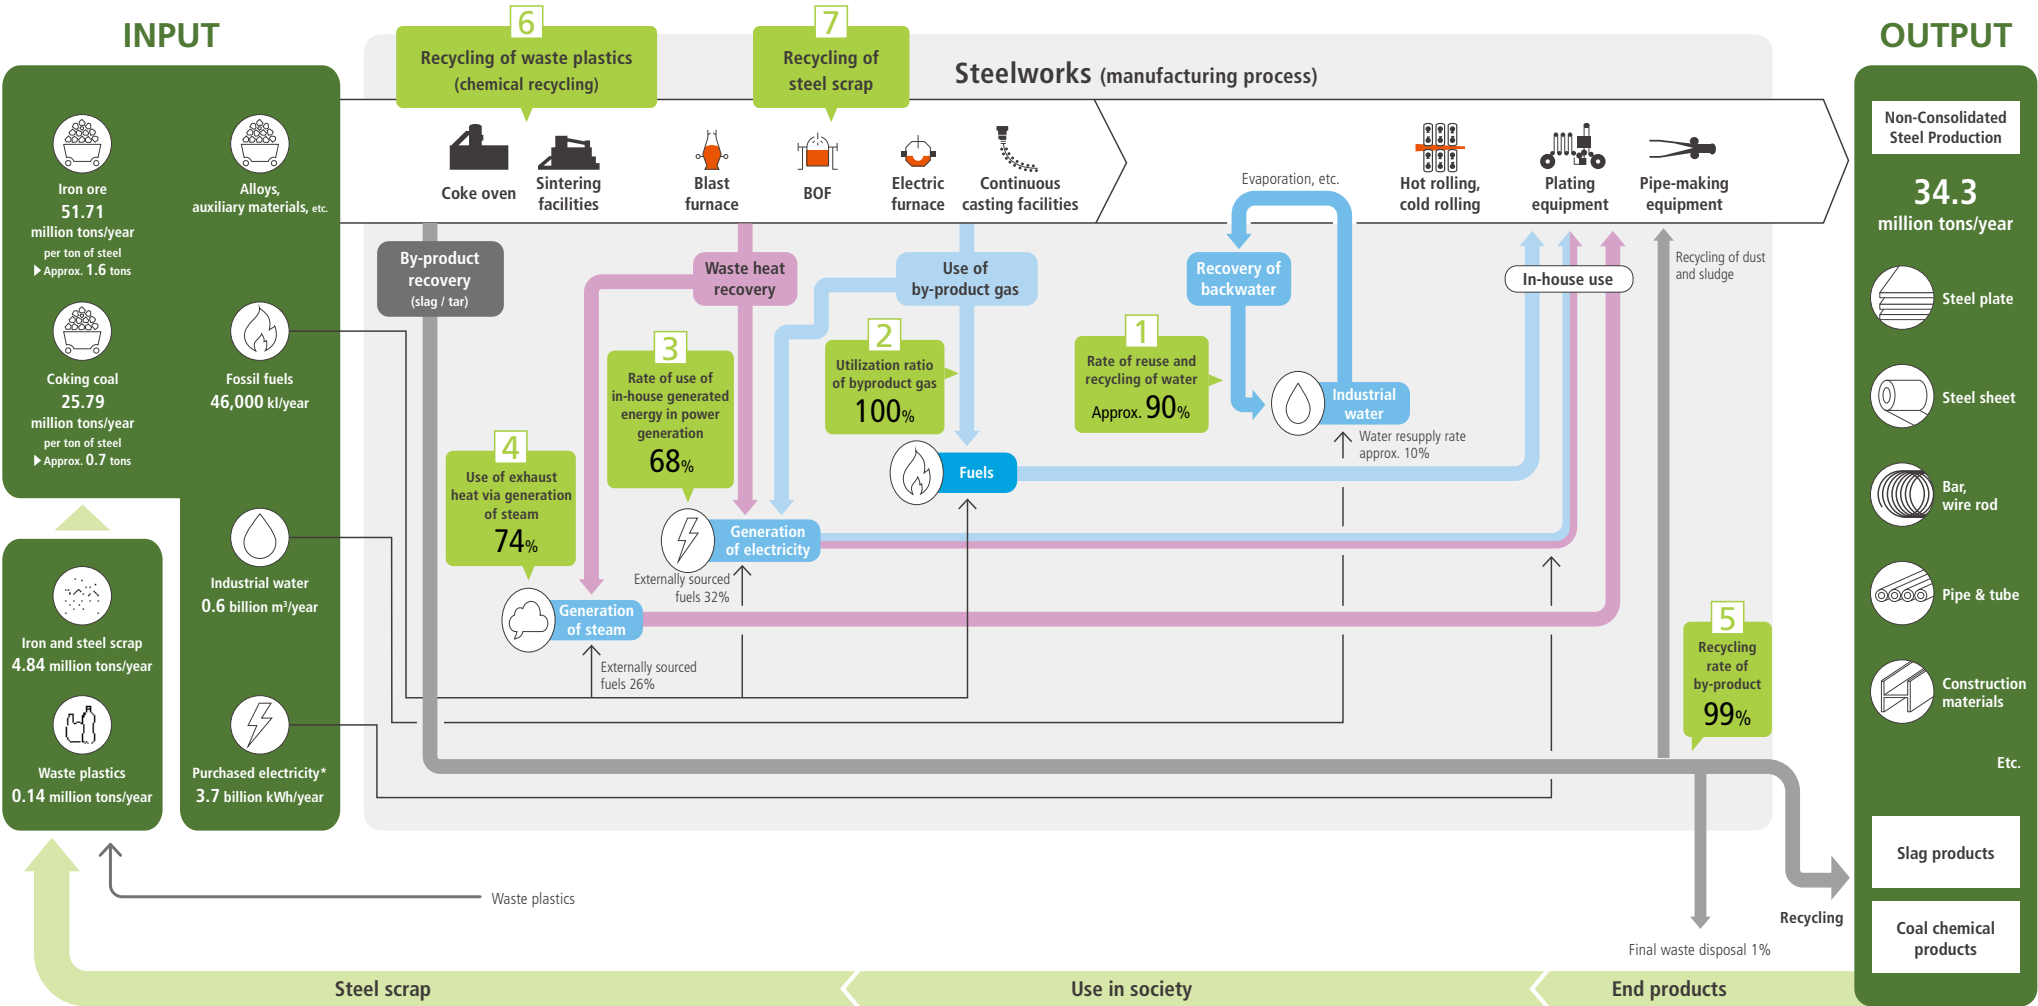 INPUT
Iron ore
51.71
million tons/year
per ton of steel
▶Approx. 1.6 tons
Alloys,
auxiliary materials, etc.
Coking coal
25.79
million tons/year
per ton of steel
▶Approx. 0.7 tons
Fossil fuels
46,000 kl/year
Industrial water
0.6 billion m³/year
Iron and steel scrap
4.84 million tons/year
Waste plastics
0.14 million tons/year
Purchased electricity*
3.7 billion kWh/year
6
Recycling of waste plastics
(chemical recycling)
7
Recycling of
steel scrap
Steelworks (manufacturing process)
Coke oven
Sintering
facilities
Blast
furnace
BOF
Electric
furnace
Continuous
casting facilities
Evaporation, etc.
Hot rolling,
cold rolling
Plating
equipment
Pipe-making
equipment
By-product
recovery
(slag / tar)
Waste heat
recovery
Use of
by-product gas
Recovery of
backwater
In-house use
Recycling of dust
and sludge
1
Rate of reuse and
recycling of water
Approx. 90%
2
Utilization ratio
of byproduct gas
100%
3
Rate of use of
in-house generated
energy in power
generation
68%
4
Use of exhaust
heat via generation
of steam
74%
Industrial
water
Water resupply rate
approx. 10%
Fuels
Generation
of electricity
Externally sourced
fuels 32%
Generation
of steam
Externally sourced
fuels 26%
5
Recycling
rate of
by-product
99%
Recycling
Final waste disposal 1%
Waste plastics
Steel scrap
Use in society
End products
OUTPUT
Non-Consolidated
Steel Production
34.3
million tons/year
Steel plate
Steel sheet
Bar,
wire rod
Pipe & tube
Construction
materials
Etc.
Slag products
Coal chemical
products